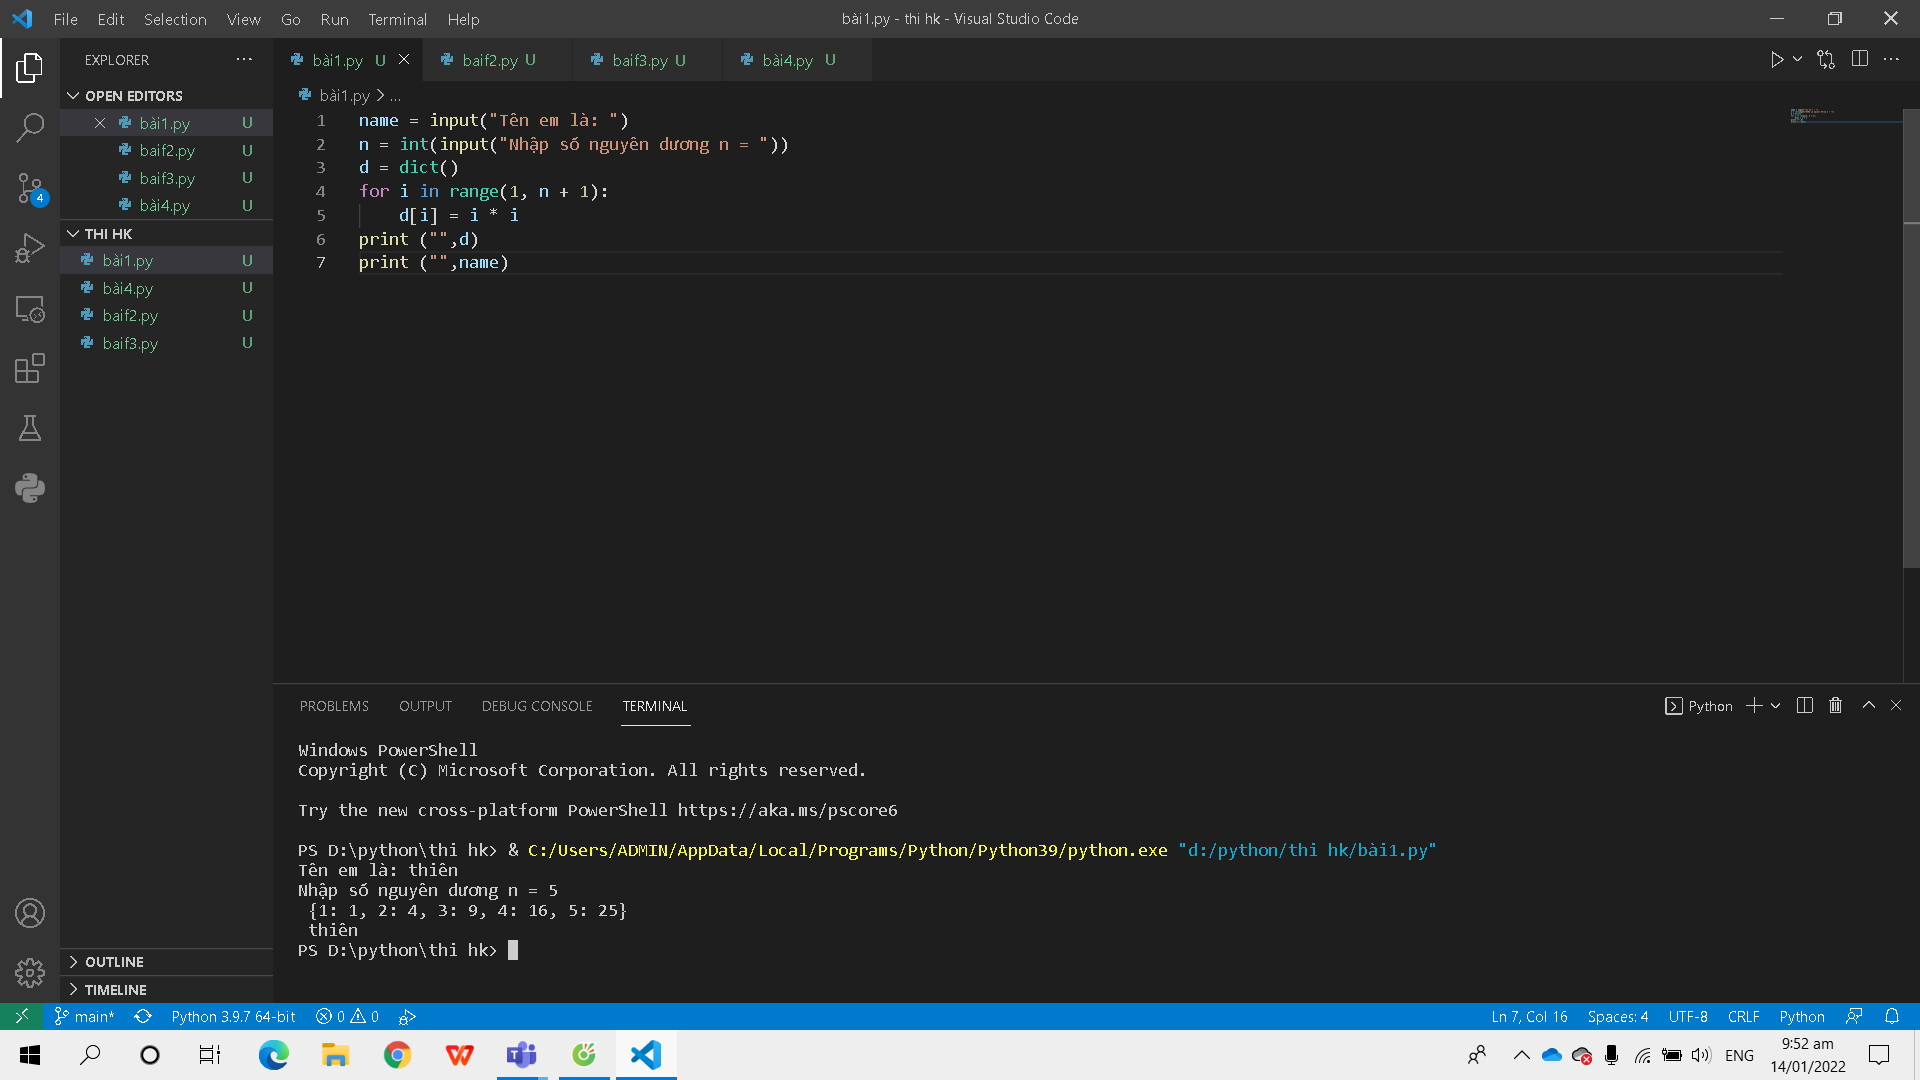 File Edit Selection View Go Run Terminal Help
bài1.py - thi hk - Visual Studio Code
EXPLORER ...
bài1.py U
baif2.py U
baif3.py U
bài4.py U
OPEN EDITORS
bài1.py U
baif2.py U
baif3.py U
bài4.py U
THI HK
bài1.py U
bài4.py U
baif2.py U
baif3.py U
OUTLINE
TIMELINE
4
bài1.py > ...
1 name = input("Tên em là: ")
2 n = int(input("Nhập số nguyên dương n = "))
3 d = dict()
4 for i in range(1, n + 1):
5     d[i] = i * i
6 print ("",d)
7 print ("",name)
PROBLEMS OUTPUT DEBUG CONSOLE TERMINAL
Python
Windows PowerShell
Copyright (C) Microsoft Corporation. All rights reserved.
Try the new cross-platform PowerShell https://aka.ms/pscore6
PS D:\python\thi hk> & C:/Users/ADMIN/AppData/Local/Programs/Python/Python39/python.exe "d:/python/thi hk/bài1.py"
Tên em là: thiên
Nhập số nguyên dương n = 5
{1: 1, 2: 4, 3: 9, 4: 16, 5: 25}
thiên
PS D:\python\thi hk>
main* Python 3.9.7 64-bit 0 0
Ln 7, Col 16 Spaces: 4 UTF-8 CRLF Python
ENG
9:52 am
14/01/2022